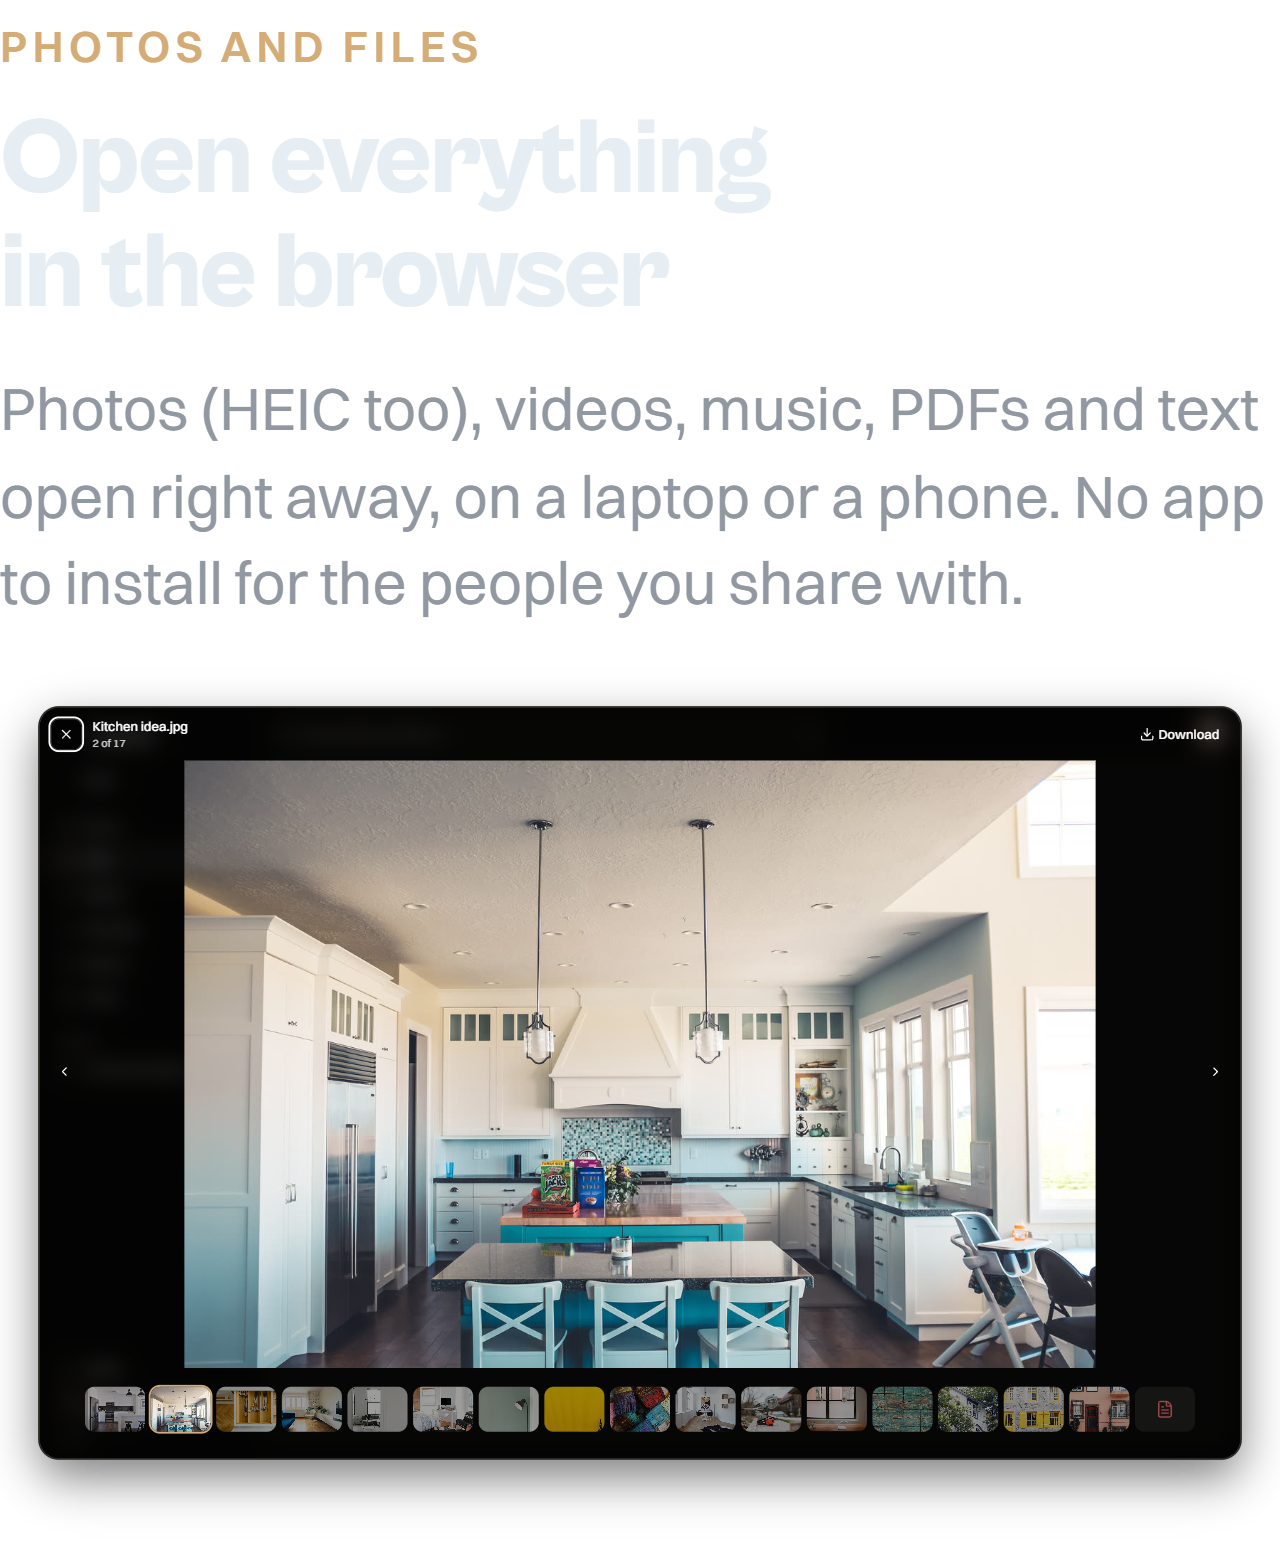 PHOTOS AND FILES
Open everything
in the browser
Photos (HEIC too), videos, music, PDFs and text
open right away, on a laptop or a phone. No app
to install for the people you share with.
Kitchen idea.jpg
2 of 17
Download